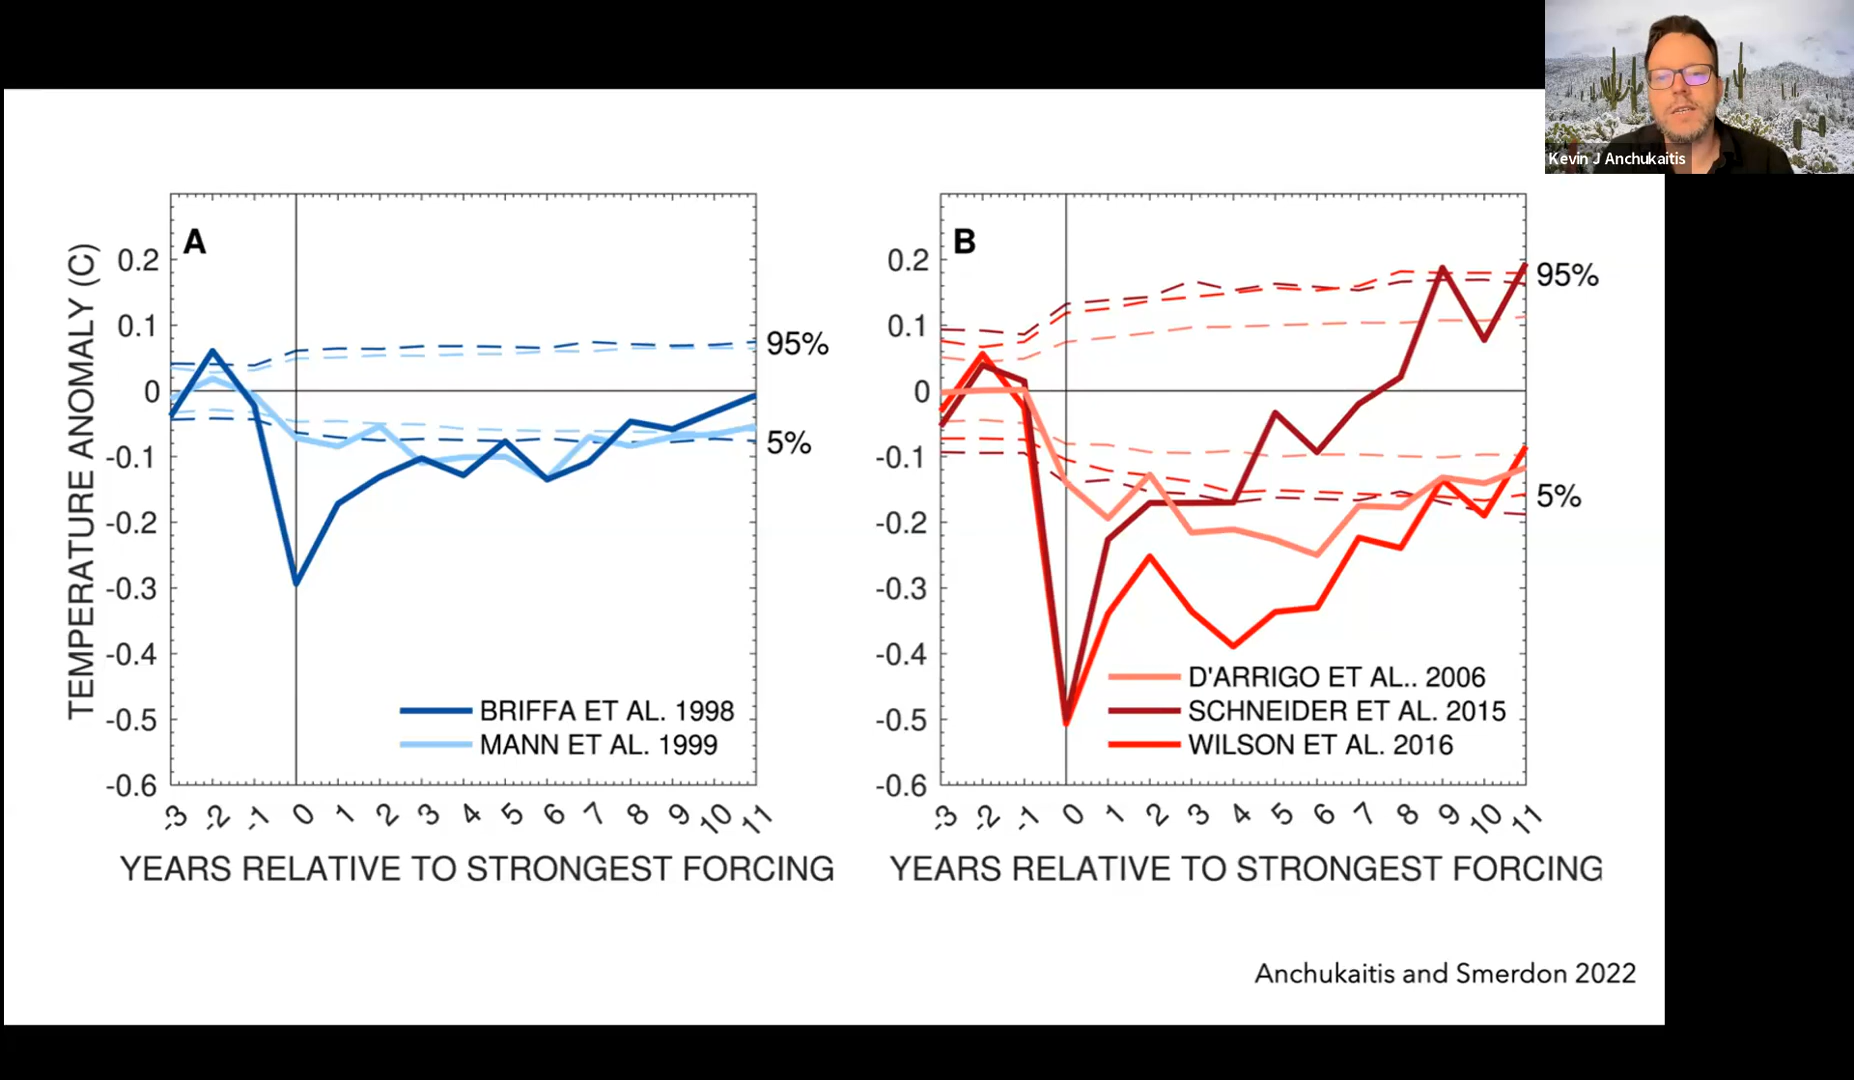 Kevin J Anchukaitis
A
TEMPERATURE ANOMALY (C)
0.2
0.1
0
-0.1
-0.2
-0.3
-0.4
-0.5
-0.6
95%
5%
BRIFFA ET AL. 1998
MANN ET AL. 1999
-3 -2 -1 0 1 2 3 4 5 6 7 8 9 10 11
YEARS RELATIVE TO STRONGEST FORCING
B
0.2
0.1
0
-0.1
-0.2
-0.3
-0.4
-0.5
-0.6
95%
5%
D'ARRIGO ET AL.. 2006
SCHNEIDER ET AL. 2015
WILSON ET AL. 2016
-3 -2 -1 0 1 2 3 4 5 6 7 8 9 10 11
YEARS RELATIVE TO STRONGEST FORCING
Anchukaitis and Smerdon 2022